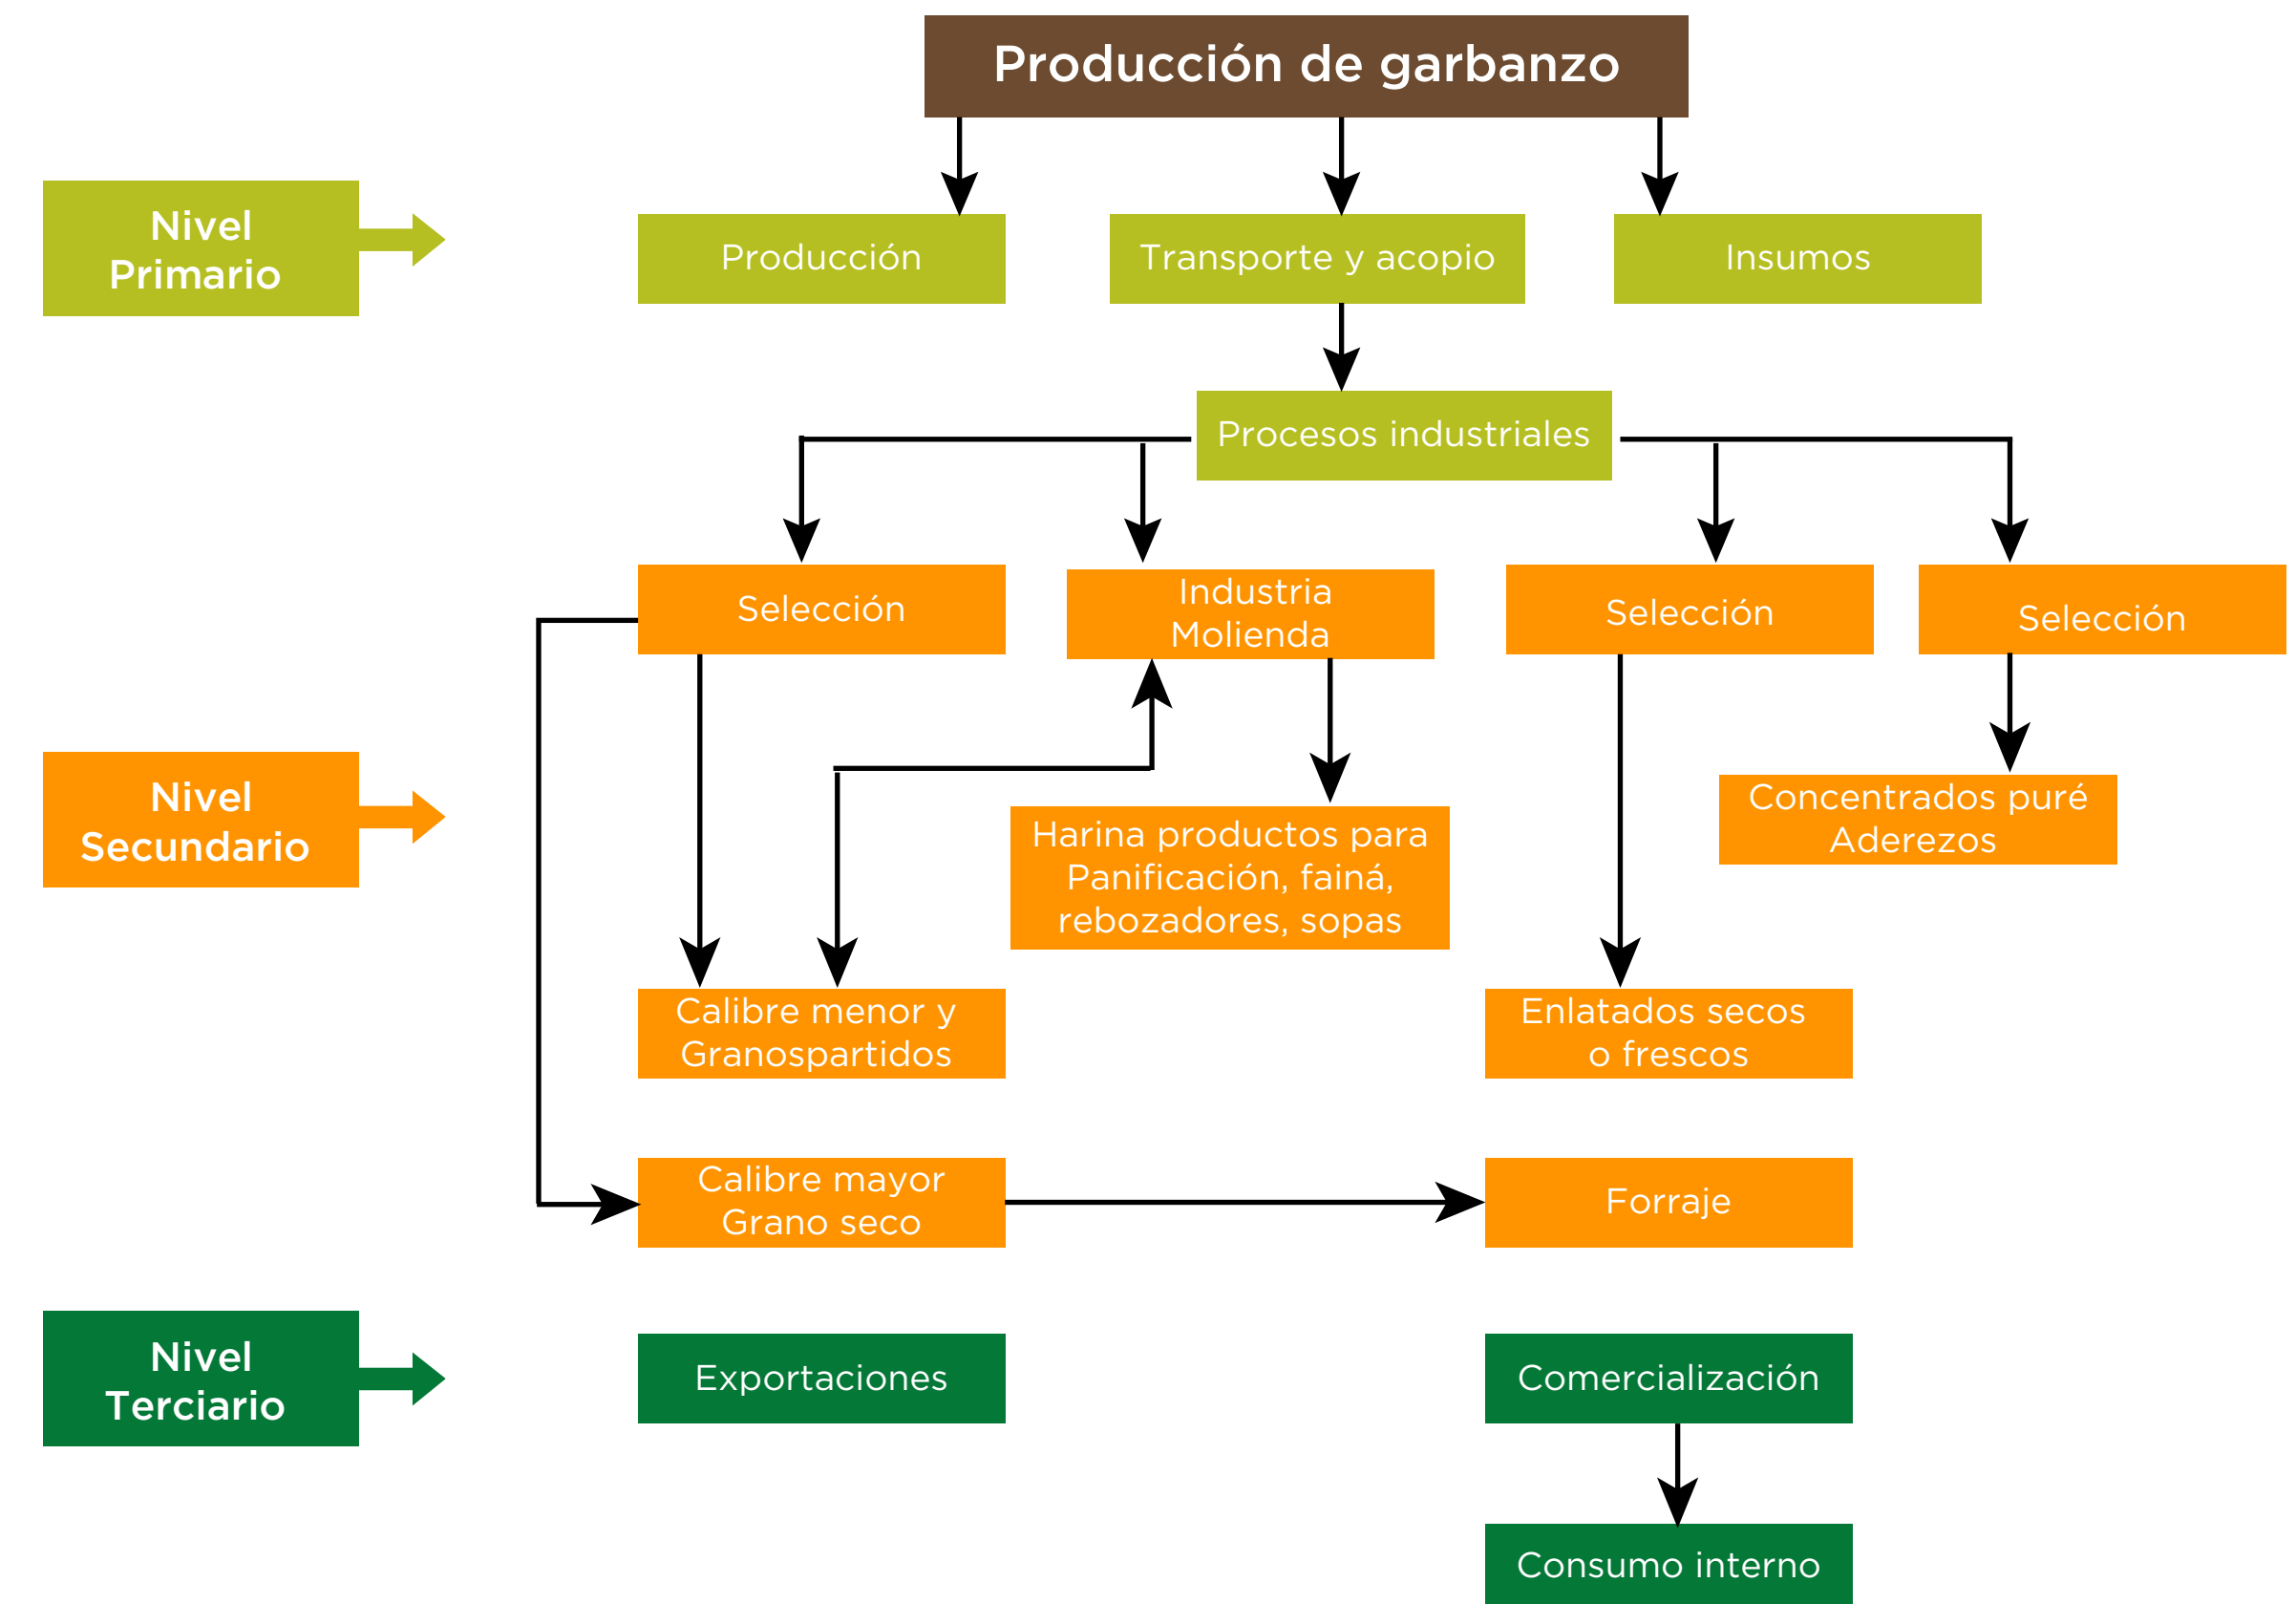 Producción de garbanzo
Nivel
Primario
Producción
Transporte y acopio
Insumos
Procesos industriales
Selección
Industria
Molienda
Selección
Selección
Nivel
Secundario
Concentrados puré
Aderezos
Harina productos para
Panificación, fainá,
rebozadores, sopas
Calibre menor y
Granospartidos
Enlatados secos
o frescos
Calibre mayor
Grano seco
Forraje
Nivel
Terciario
Exportaciones
Comercialización
Consumo interno